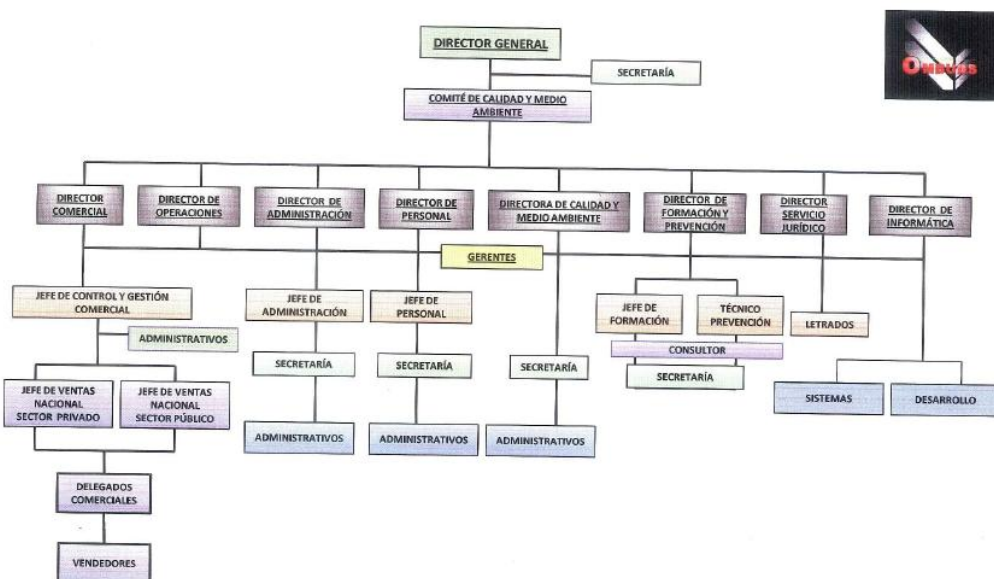 DIRECTOR GENERAL
OMBUDS
SECRETARÍA
COMITÉ DE CALIDAD Y MEDIO
AMBIENTE
DIRECTOR
COMERCIAL
DIRECTOR DE
OPERACIONES
DIRECTOR DE
ADMINISTRACIÓN
DIRECTOR DE
PERSONAL
DIRECTORA DE CALIDAD Y
MEDIO AMBIENTE
DIRECTOR DE
FORMACIÓN Y
PREVENCIÓN
DIRECTOR
SERVICIO
JURÍDICO
DIRECTOR DE
INFORMÁTICA
GERENTES
JEFE DE CONTROL Y GESTIÓN
COMERCIAL
JEFE DE
ADMINISTRACIÓN
JEFE DE
PERSONAL
JEFE DE
FORMACIÓN
TÉCNICO
PREVENCIÓN
LETRADOS
ADMINISTRATIVOS
CONSULTOR
SECRETARÍA
SECRETARÍA
SECRETARÍA
SECRETARÍA
JEFE DE VENTAS
NACIONAL
SECTOR PRIVADO
JEFE DE VENTAS
NACIONAL
SECTOR PÚBLICO
SISTEMAS
DESARROLLO
ADMINISTRATIVOS
ADMINISTRATIVOS
ADMINISTRATIVOS
DELEGADOS
COMERCIALES
VENDEDORES